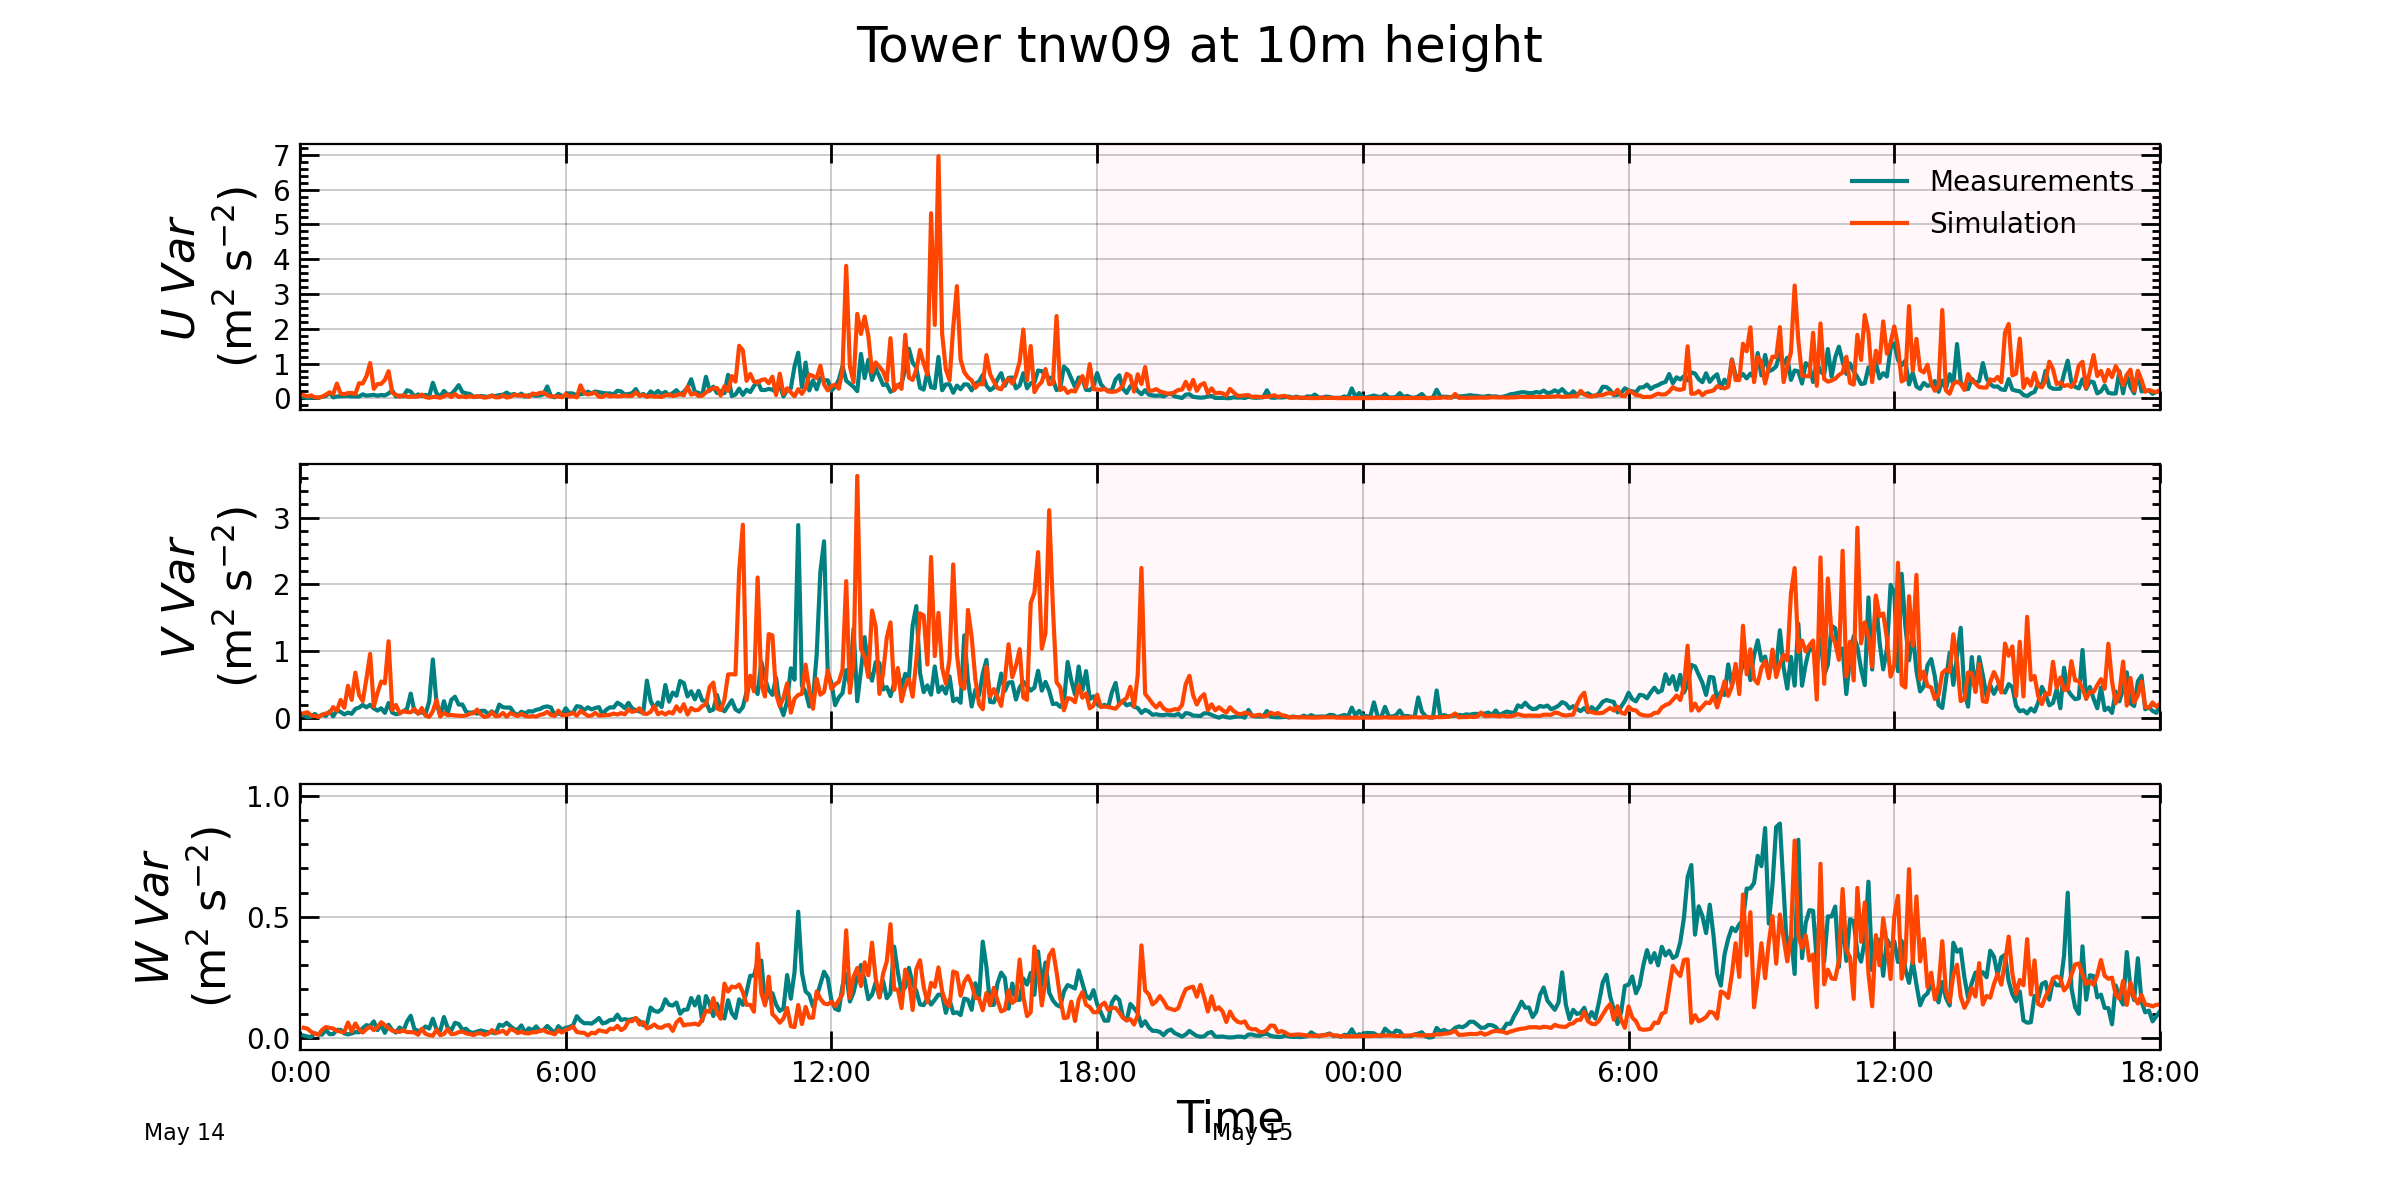 Tower tnw09 at 10m height
U Var
(m² s⁻²)
7
6
5
4
3
2
1
0
Measurements
Simulation
V Var
(m² s⁻²)
3
2
1
0
W Var
(m² s⁻²)
1.0
0.5
0.0
0:00 6:00 12:00 18:00 00:00 6:00 12:00 18:00
Time
May 14 May 15